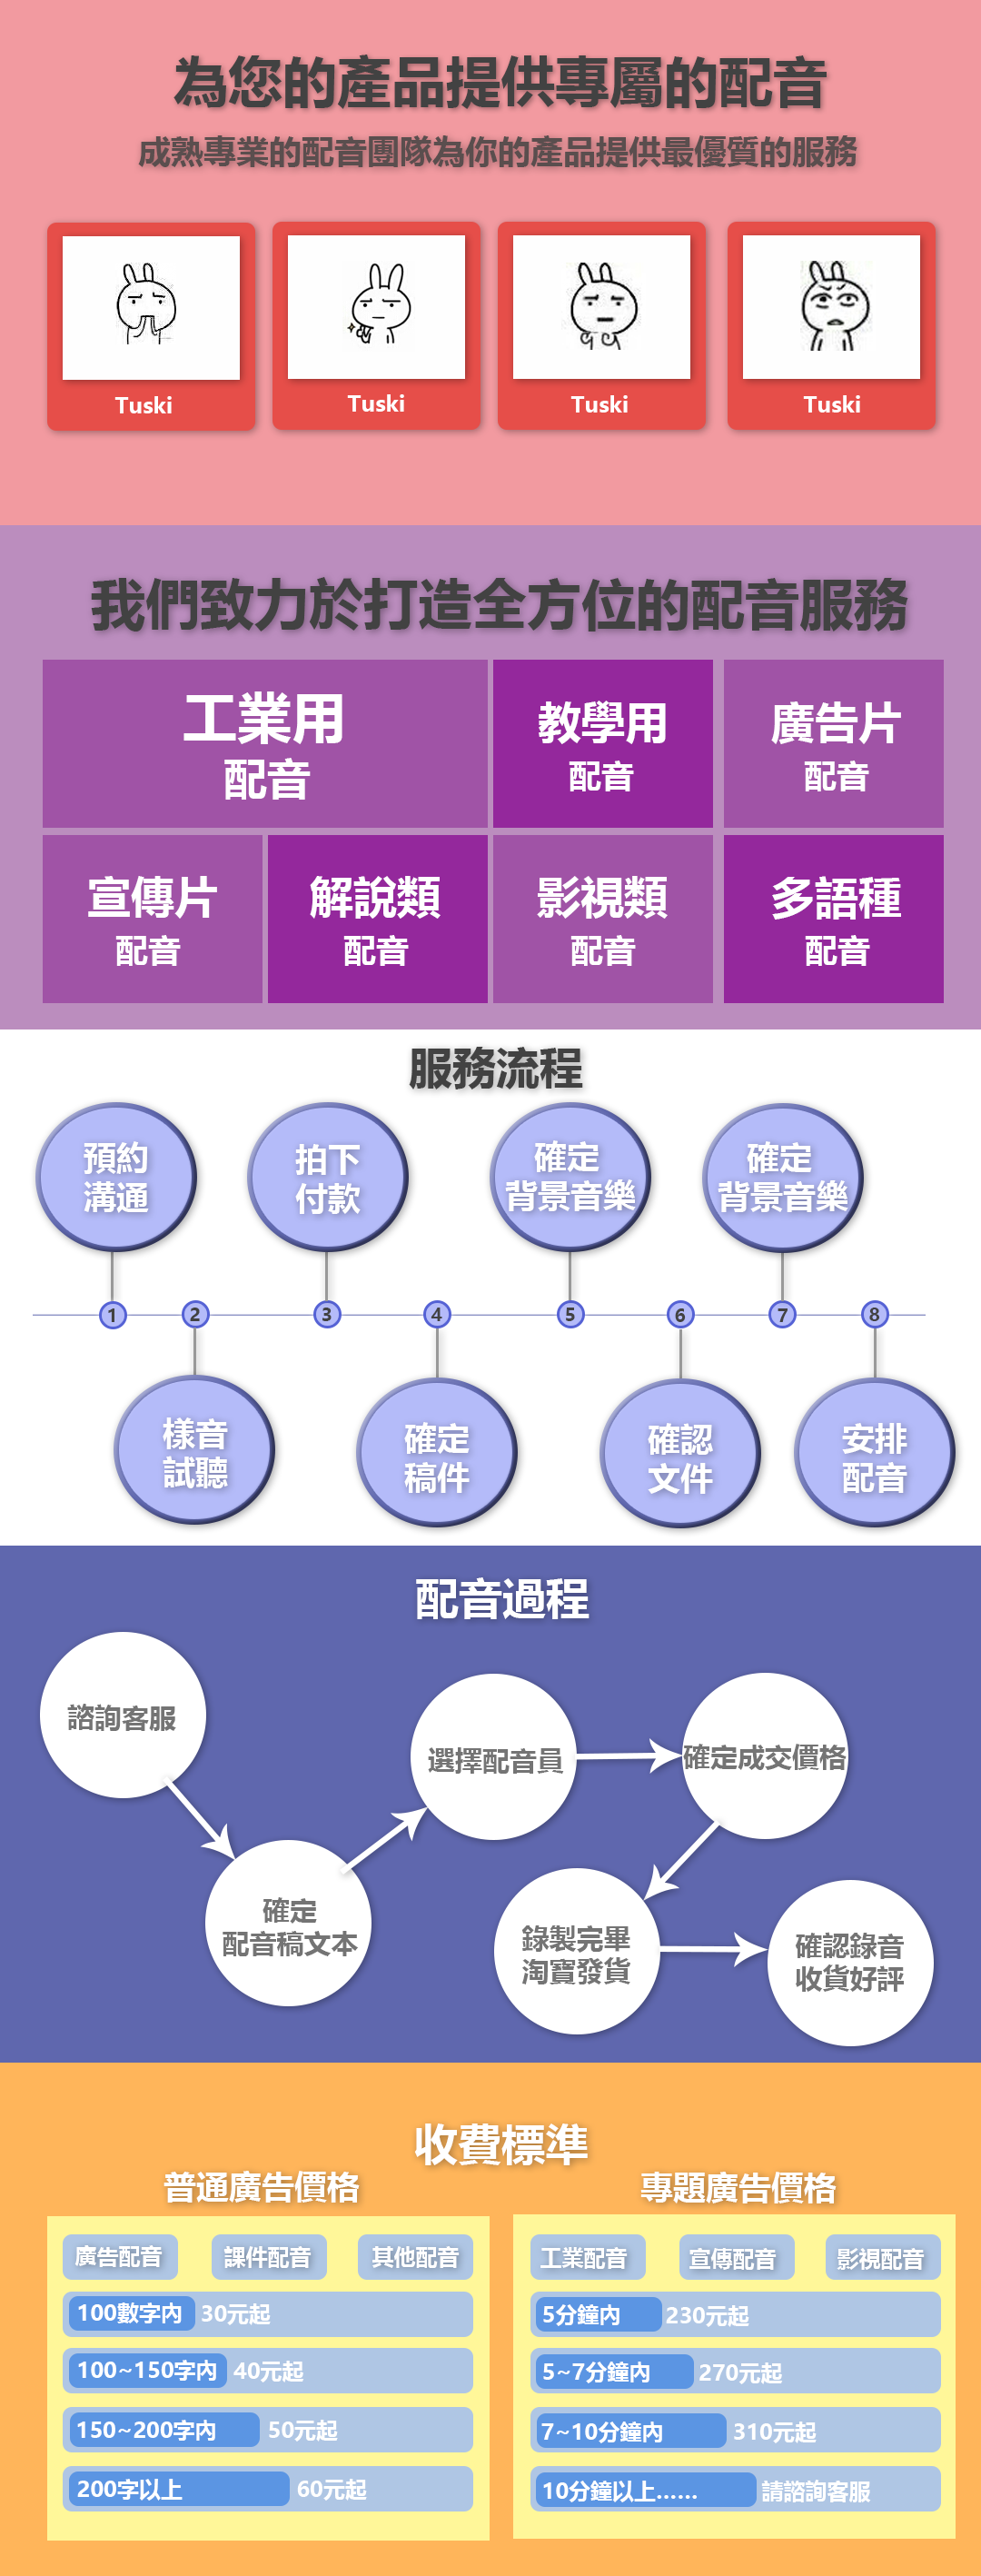 為您的產品提供專屬的配音
成熟專業的配音團隊為你的產品提供最優質的服務
Tuski
Tuski
Tuski
Tuski
我們致力於打造全方位的配音服務
工業用
配音
教學用
配音
廣告片
配音
宣傳片
配音
解說類
配音
影視類
配音
多語種
配音
服務流程
預約
溝通
拍下
付款
確定
背景音樂
確定
背景音樂
1
2
3
4
5
6
7
8
樣音
試聽
確定
稿件
確認
文件
安排
配音
配音過程
諮詢客服
選擇配音員
確定成交價格
確定
配音稿文本
錄製完畢
淘寶發貨
確認錄音
收貨好評
收費標準
普通廣告價格
廣告配音
課件配音
其他配音
100數字內 30元起
100~150字內 40元起
150~200字內 50元起
200字以上 60元起
專題廣告價格
工業配音
宣傳配音
影視配音
5分鐘內 230元起
5~7分鐘內 270元起
7~10分鐘內 310元起
10分鐘以上...... 請諮詢客服